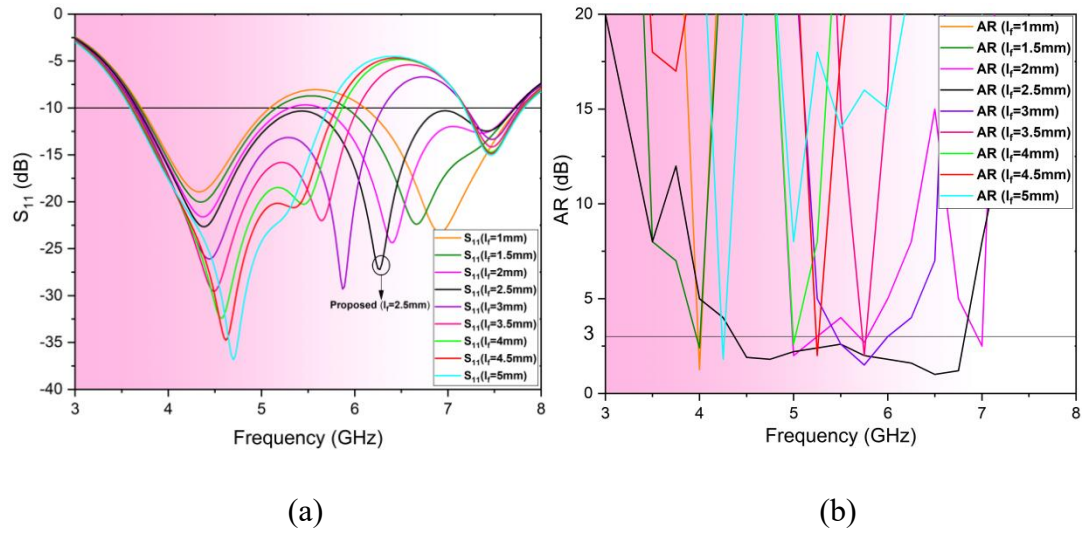 0
-5
-10
-15
-20
-25
-30
-35
-40
S₁₁ (dB)
3 4 5 6 7 8
Frequency (GHz)
S₁₁(lf=1mm)
S₁₁(lf=1.5mm)
S₁₁(lf=2mm)
S₁₁(lf=2.5mm)
S₁₁(lf=3mm)
S₁₁(lf=3.5mm)
S₁₁(lf=4mm)
S₁₁(lf=4.5mm)
S₁₁(lf=5mm)
Proposed (lf=2.5mm)
(a)
20
15
10
5
3
0
AR (dB)
3 4 5 6 7 8
Frequency (GHz)
AR (lf=1mm)
AR (lf=1.5mm)
AR (lf=2mm)
AR (lf=2.5mm)
AR (lf=3mm)
AR (lf=3.5mm)
AR (lf=4mm)
AR (lf=4.5mm)
AR (lf=5mm)
(b)